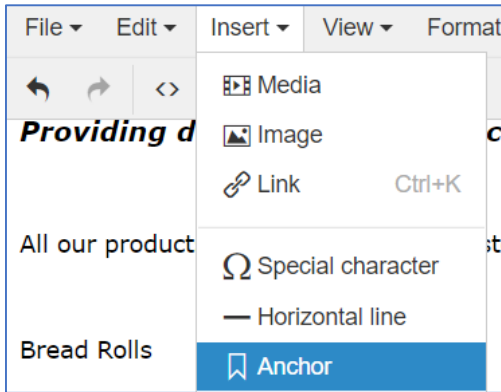 File Edit Insert View Format
Media
Providing d
Image
Link Ctrl+K
All our product st
Special character
Horizontal line
Bread Rolls
Anchor